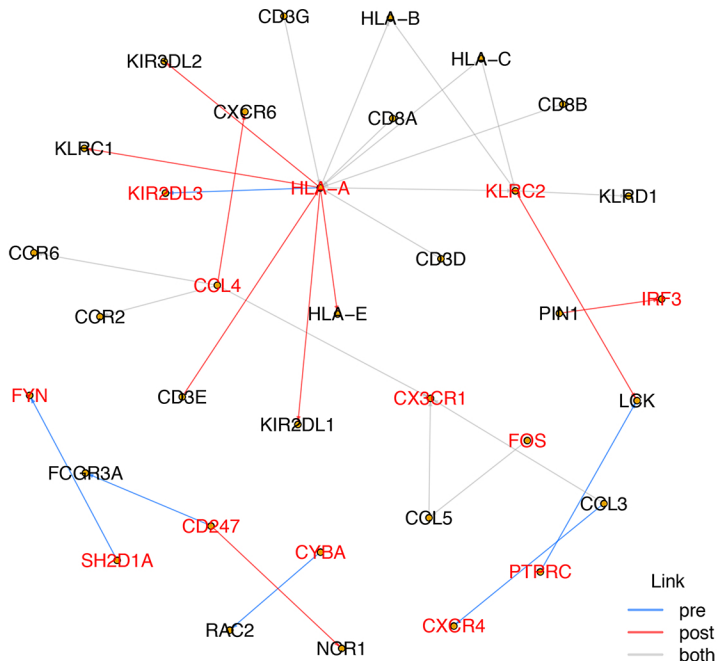 CD3G
HLA−B
KIR3DL2
HLA−C
CXCR6
CD8A
CD8B
KLRC1
KIR2DL3
HLA−A
KLRC2
KLRD1
CCR6
CD3D
CCL4
CCR2
HLA−E
PIN1
IRF3
FYN
CD3E
CX3CR1
LCK
KIR2DL1
FOS
FCGR3A
CCL3
CCL5
CD247
SH2D1A
CYBA
PTPRC
Link
pre
RAC2
CXCR4
post
NCR1
both